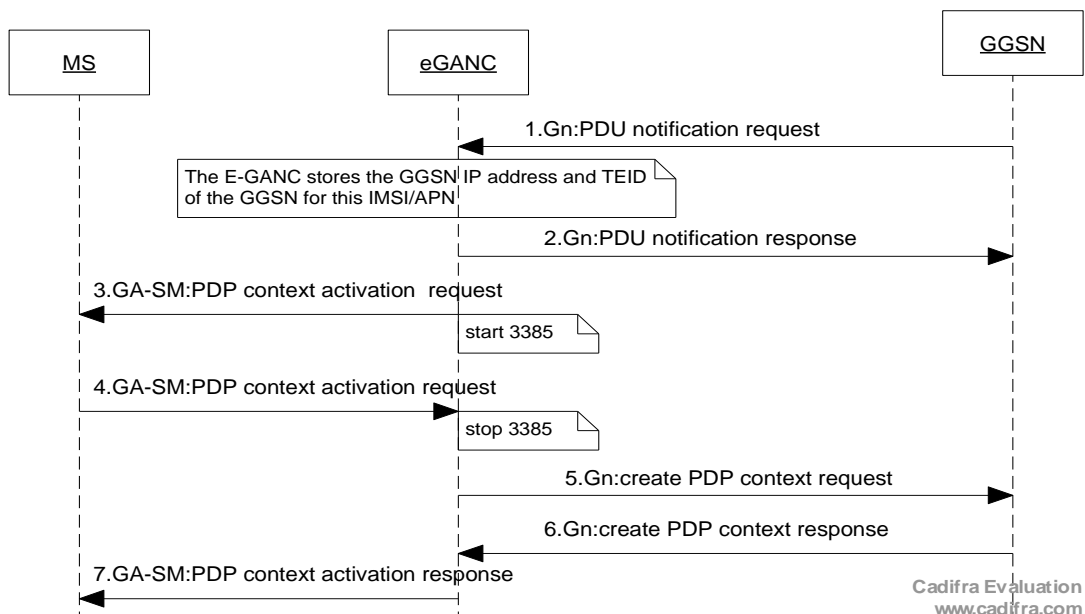 MS
eGANC
GGSN
1.Gn:PDU notification request
The E-GANC stores the GGSN IP address and TEID
of the GGSN for this IMSI/APN
2.Gn:PDU notification response
3.GA-SM:PDP context activation  request
start 3385
4.GA-SM:PDP context activation request
stop 3385
5.Gn:create PDP context request
6.Gn:create PDP context response
7.GA-SM:PDP context activation response
Cadifra Evaluation
www.cadifra.com